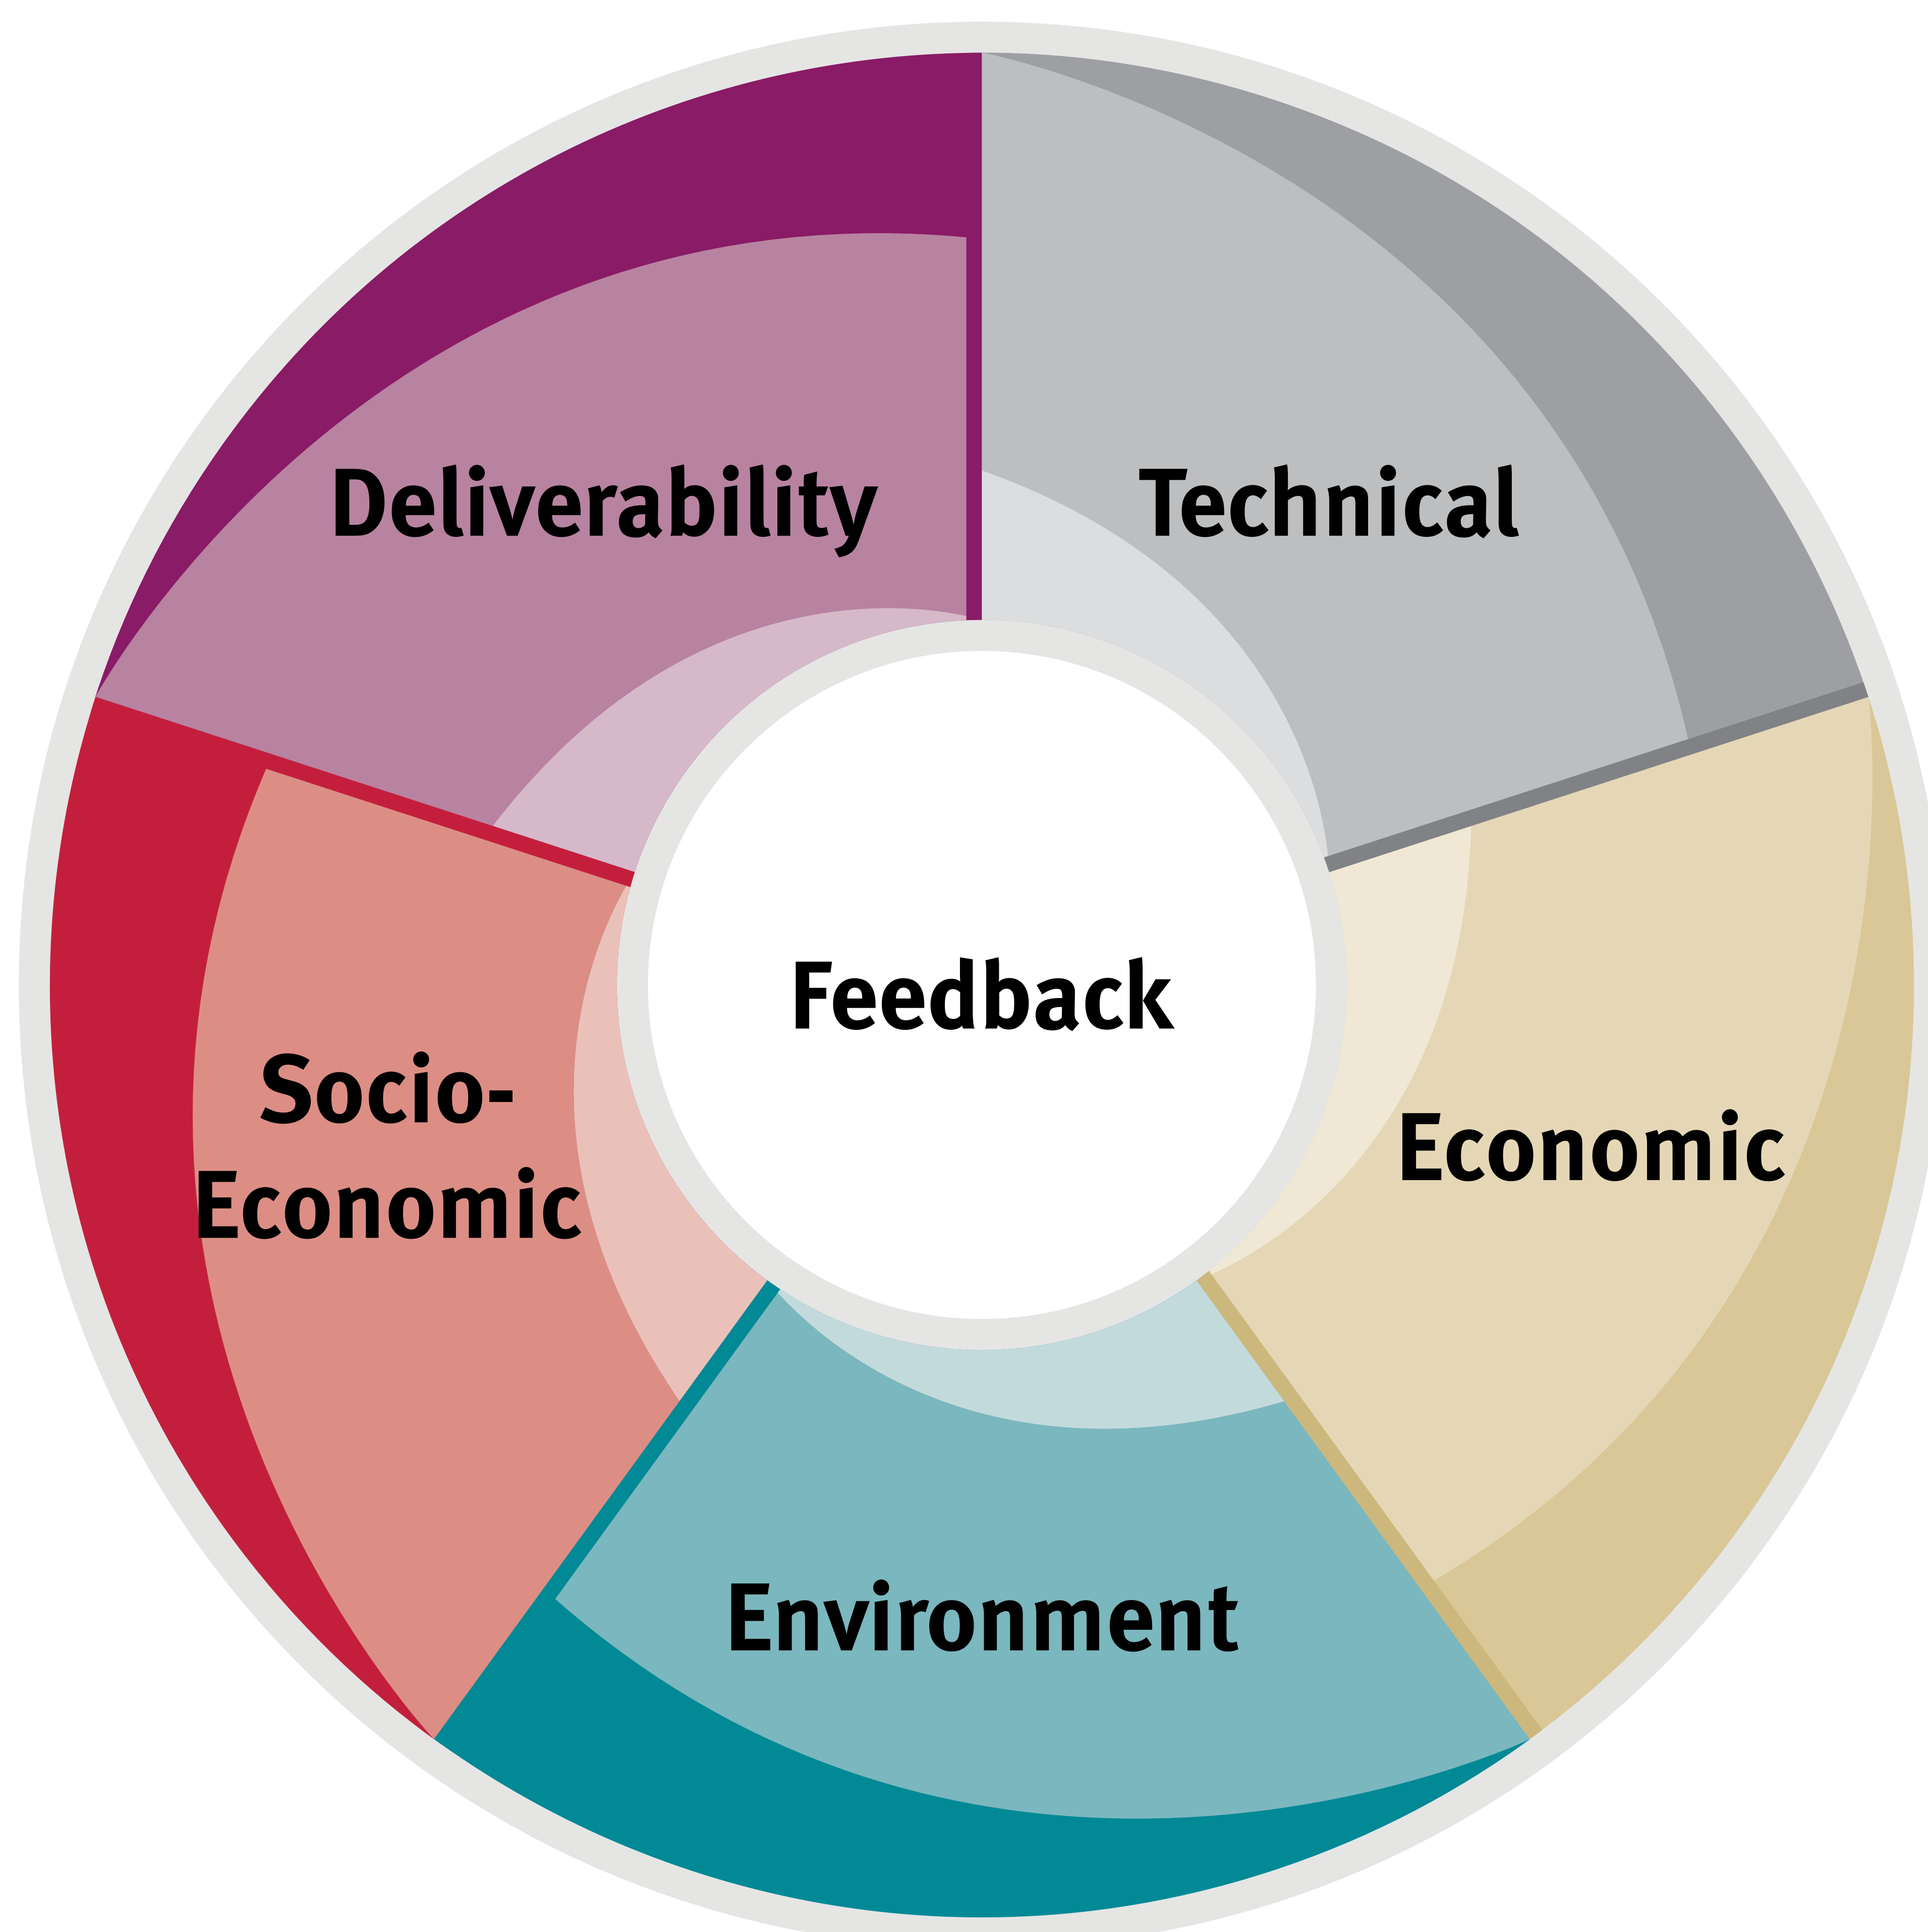 Deliverability
Technical
Feedback
Socio-
Economic
Economic
Environment